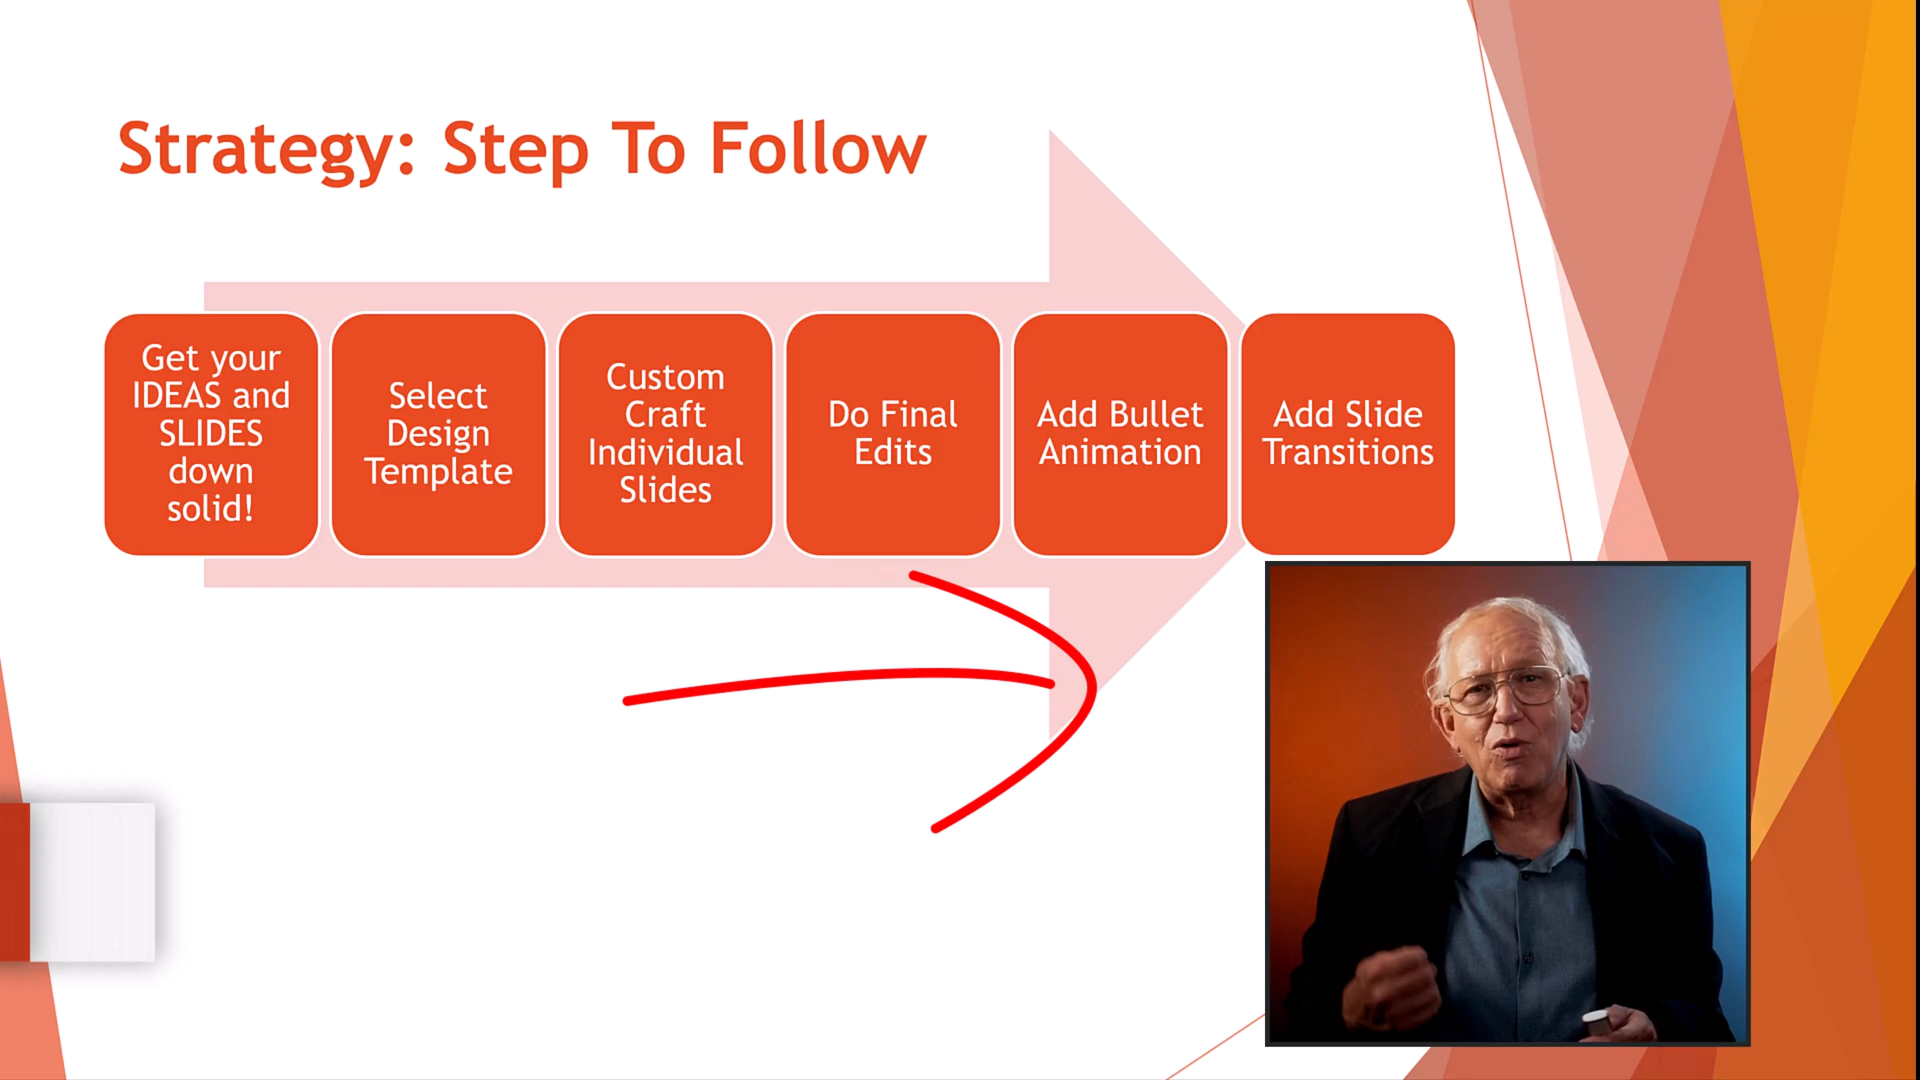 Strategy: Step To Follow
Get your
IDEAS and
SLIDES
down
solid!
Select
Design
Template
Custom
Craft
Individual
Slides
Do Final
Edits
Add Bullet
Animation
Add Slide
Transitions